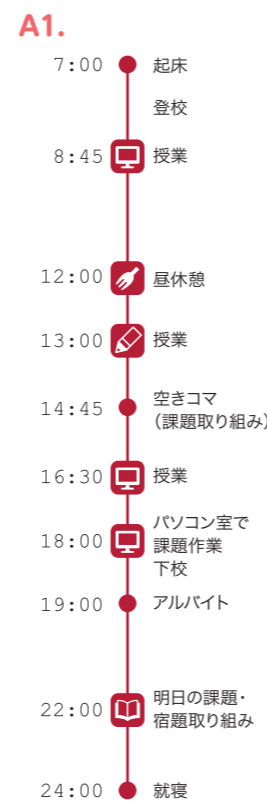 A1.
7:00 起床
登校
8:45 授業
12:00 昼休憩
13:00 授業
14:45 空きコマ
（課題取り組み）
16:30 授業
18:00 パソコン室で
課題作業
下校
19:00 アルバイト
22:00 明日の課題・
宿題取り組み
24:00 就寝